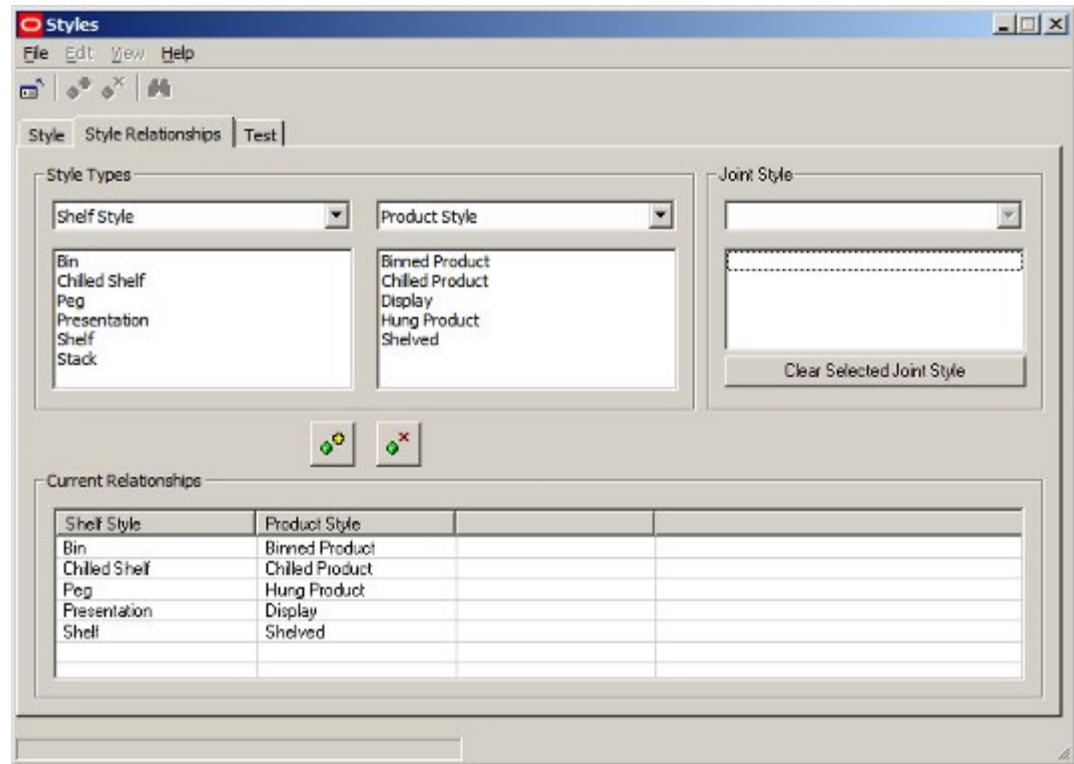 Styles
File Edit View Help
Style Style Relationships Test
Style Types
Joint Style
Shelf Style Product Style
Bin
Chilled Shelf
Peg
Presentation
Shelf
Stack
Binned Product
Chilled Product
Display
Hung Product
Shelved
Clear Selected Joint Style
Current Relationships
Shelf Style Product Style
Bin Binned Product
Chilled Shelf Chilled Product
Peg Hung Product
Presentation Display
Shelf Shelved